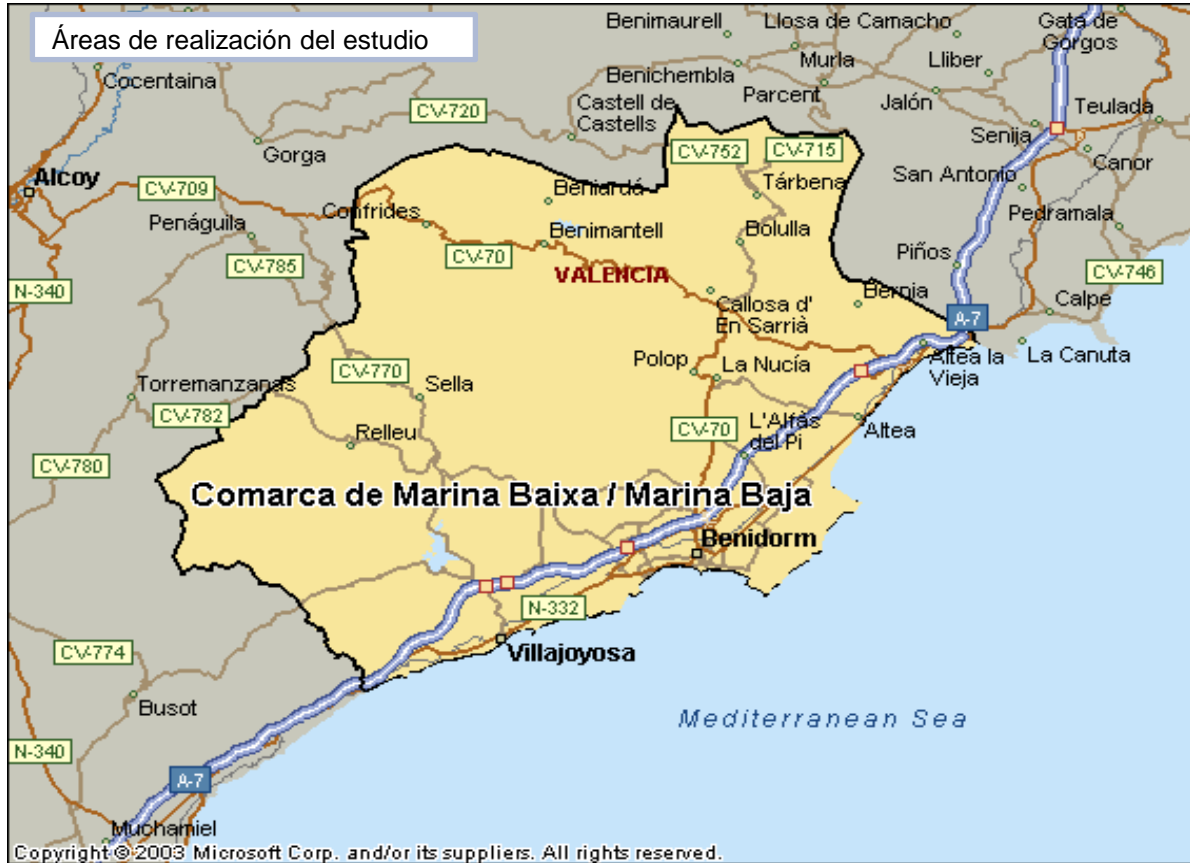 Áreas de realización del estudio
Benimaurell
Llosa de Camacho
Gata de
Gorgos
Cocentaina
Benichembla
Murla
Lliber
Castell de
Castells
Parcent
Jalón
Teulada
CV-720
Gorga
CV-752
CV-715
Senija
Canor
Alcoy
CV-709
Beniardá
Tárbena
San Antonio
Penáguila
Confrides
Benimantell
Bolulla
Pedramala
CV-785
CV-70
VALENCIA
Piños
CV-746
N-340
Callosa d'
En Sarrià
Bernia
Calpe
A-7
CV-770
Polop
La Nucía
Altea la
Vieja
La Canuta
Torremanzanas
Sella
CV-782
Relleu
CV-70
L'Alfàs
del Pi
Altea
CV-780
Comarca de Marina Baixa / Marina Baja
Benidorm
N-332
CV-774
Villajoyosa
Busot
Mediterranean Sea
N-340
A-7
Muchamiel
Copyright © 2003 Microsoft Corp. and/or its suppliers. All rights reserved.